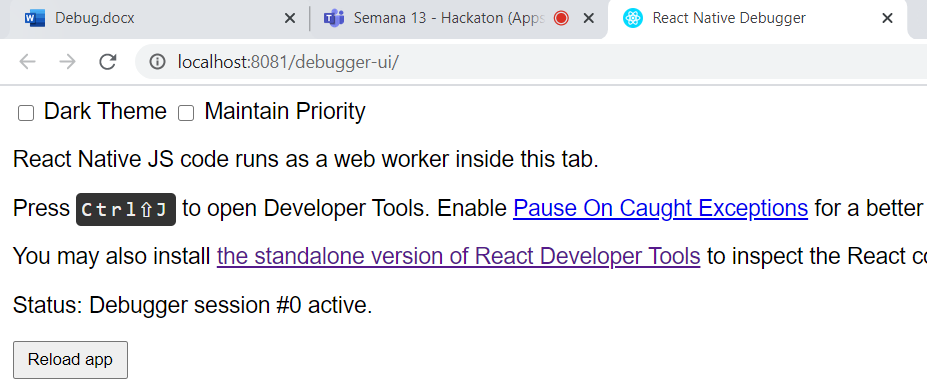 Debug.docx
Semana 13 - Hackaton (Apps
React Native Debugger
localhost:8081/debugger-ui/
Dark Theme Maintain Priority
React Native JS code runs as a web worker inside this tab.
Press Ctrl⇧J to open Developer Tools. Enable Pause On Caught Exceptions for a better
You may also install the standalone version of React Developer Tools to inspect the React
Status: Debugger session #0 active.
Reload app